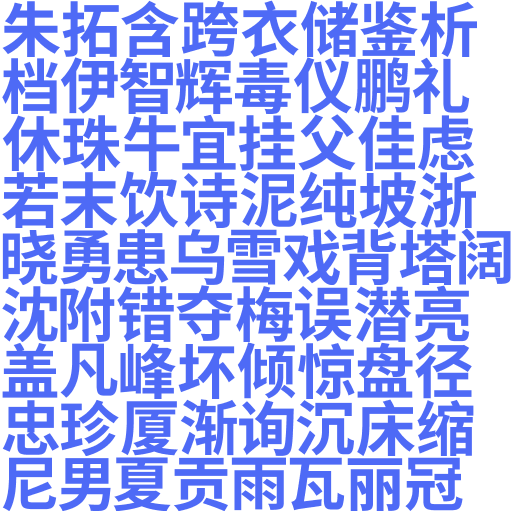 朱拓含跨衣储鉴析
档伊智辉毒仪鹏礼
休珠牛宜挂父佳虑
若末饮诗泥纯坡浙
晓勇患乌雪戏背塔阔
沈附错夺梅误潜亮
盖凡峰坏倾惊盘径
忠珍厦渐询沉床缩
尼男夏贡雨瓦丽冠